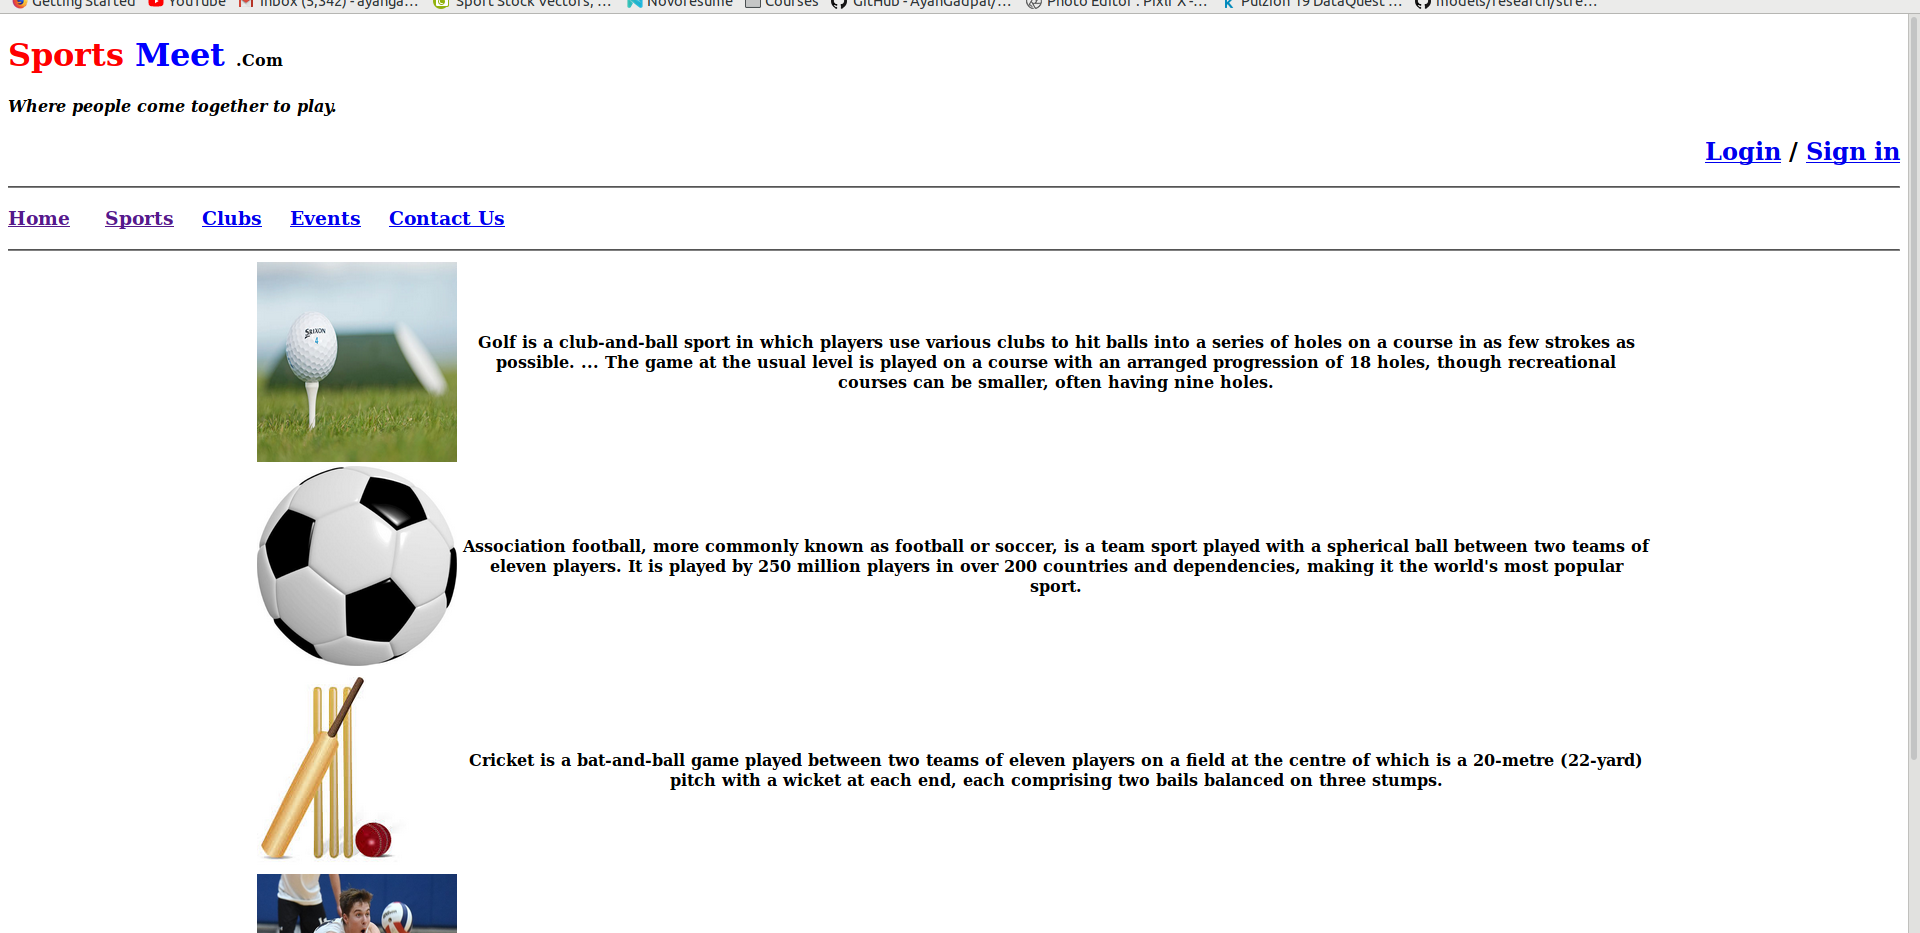 Getting Started YouTube Inbox (5,342) - ayanga... Sport Stock Vectors, ... Novoresume Courses GitHub - AyanGadpal/... Photo Editor : Pixlr X -... Pulzion '19 DataQuest ... models/research/stre...
Sports Meet .Com
Where people come together to play.
Login / Sign in
Home Sports Clubs Events Contact Us
SRIXON
4
Golf is a club-and-ball sport in which players use various clubs to hit balls into a series of holes on a course in as few strokes as
possible. ... The game at the usual level is played on a course with an arranged progression of 18 holes, though recreational
courses can be smaller, often having nine holes.
Association football, more commonly known as football or soccer, is a team sport played with a spherical ball between two teams of
eleven players. It is played by 250 million players in over 200 countries and dependencies, making it the world's most popular
sport.
Cricket is a bat-and-ball game played between two teams of eleven players on a field at the centre of which is a 20-metre (22-yard)
pitch with a wicket at each end, each comprising two bails balanced on three stumps.